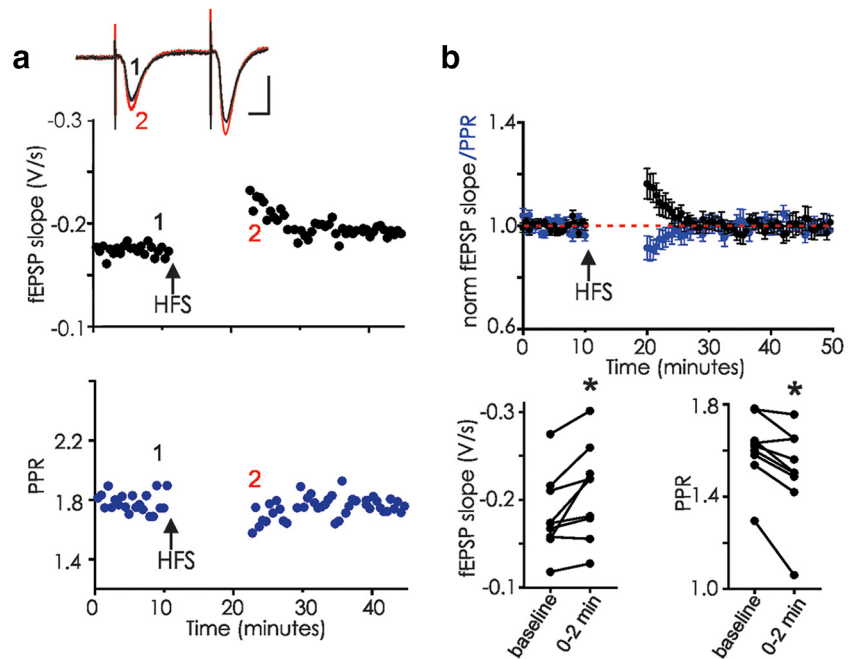 a
1
2
-0.3
-0.2
-0.1
fEPSP slope (V/s)
1
2
HFS
2.2
1.8
1.4
PPR
1
2
HFS
0 10 20 30 40
Time (minutes)
b
1.4
1.0
0.6
norm fEPSP slope/PPR
HFS
0 10 20 30 40 50
Time (minutes)
*
-0.3
-0.2
-0.1
fEPSP slope (V/s)
baseline
0-2 min
*
1.8
1.4
1.0
PPR
baseline
0-2 min